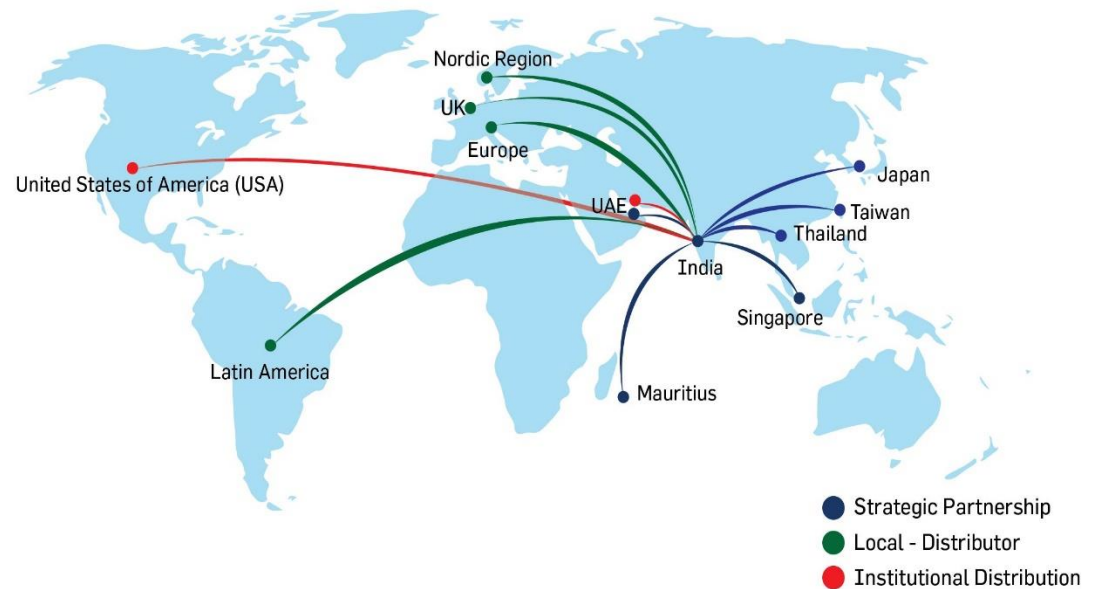 Nordic Region
UK
Europe
United States of America (USA)
UAE
Japan
Taiwan
Thailand
India
Singapore
Latin America
Mauritius
Strategic Partnership
Local - Distributor
Institutional Distribution